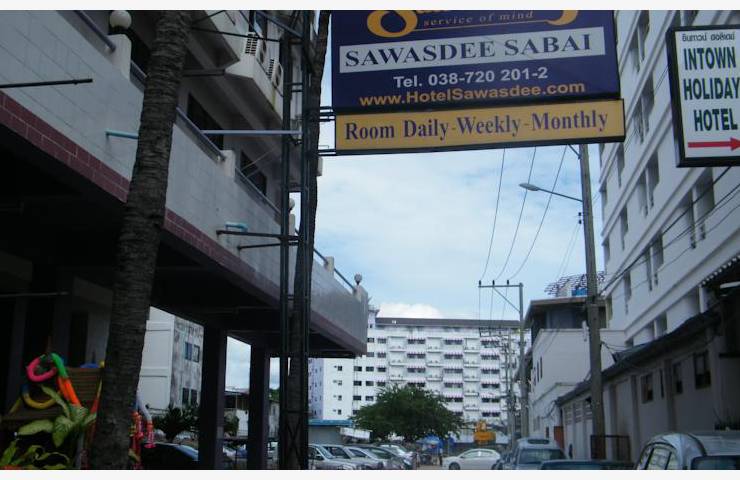 service of mind
SAWASDEE SABAI
Tel. 038-720 201-2
www.HotelSawasdee.com
Room Daily-Weekly-Monthly
INTOWN
HOLIDAY
HOTEL